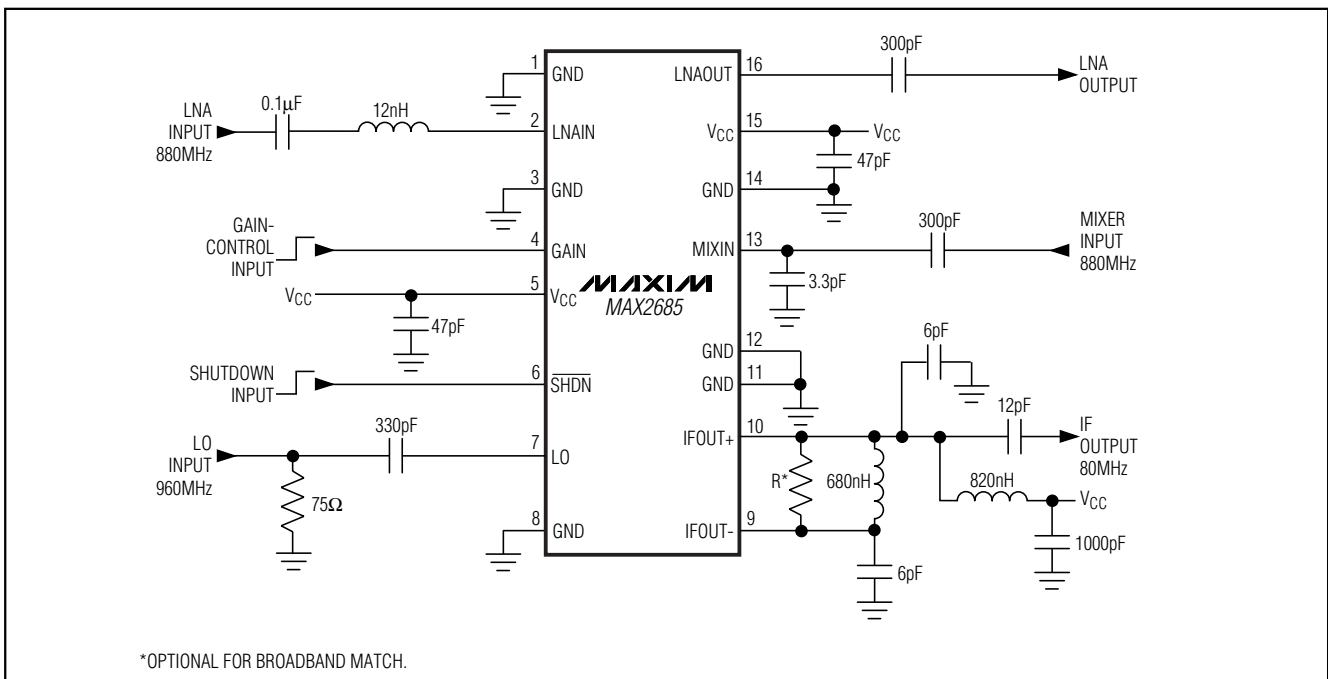 LNA
INPUT
880MHz
0.1µF
12nH
1
GND
2
LNAIN
3
GND
GAIN-
CONTROL
INPUT
4
GAIN
VCC
5
VCC
47pF
SHUTDOWN
INPUT
6
SHDN
LO
INPUT
960MHz
75Ω
330pF
7
LO
8
GND
MAXIM
MAX2685
LNAOUT
16
300pF
LNA
OUTPUT
VCC
15
VCC
47pF
GND
14
MIXIN
13
300pF
MIXER
INPUT
880MHz
3.3pF
GND
12
GND
11
6pF
IFOUT+
10
12pF
IF
OUTPUT
80MHz
R*
680nH
820nH
VCC
1000pF
IFOUT-
9
6pF
*OPTIONAL FOR BROADBAND MATCH.